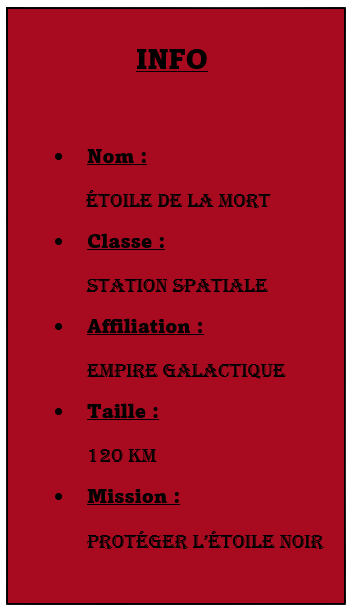 INFO
• Nom :
ÉTOILE DE LA MORT
• Classe :
STATION SPATIALE
• Affiliation :
EMPIRE GALACTIQUE
• Taille :
120 KM
• Mission :
PROTÉGER L'ÉTOILE NOIR